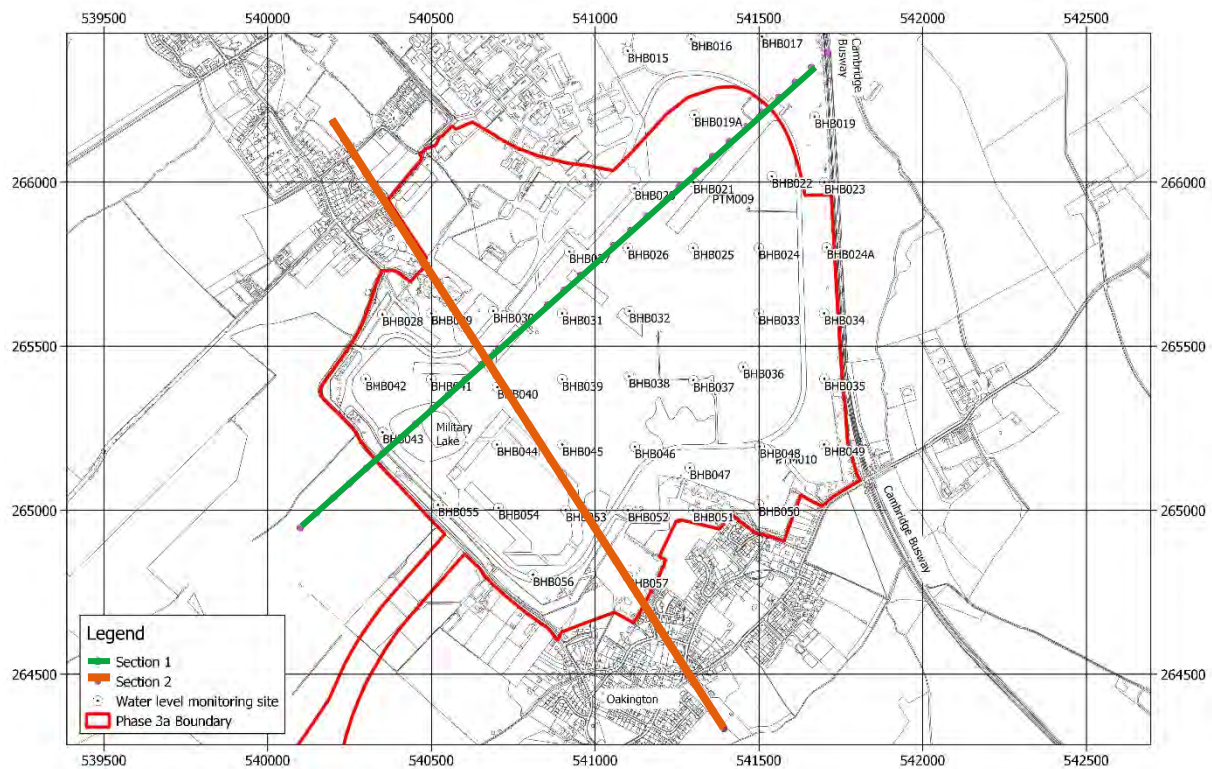 539500
540000
540500
541000
541500
542000
542500
BHB016
BHB017
BHB015
Cambridge
Busway
BHB019A
BHB019
266000
BHB022
BHB021
BHB023
266000
BHB020
PTM009
BHB026
BHB025
BHB024
BHB024A
BHB028
BHB030
BHB031
BHB032
BHB033
BHB034
265500
265500
BHB036
BHB042
BHB041
BHB040
BHB039
BHB038
BHB037
BHB035
Military
Lake
BHB043
BHB044
BHB045
BHB046
BHB048
BHB049
BHB047
265000
BHB055
BHB054
BHB052
BHB051
BHB050
265000
Cambridge Busway
BHB056
BHB057
Legend
Section 1
Section 2
Water level monitoring site
Phase 3a Boundary
264500
264500
Oakington
539500
540000
540500
541000
541500
542000
542500